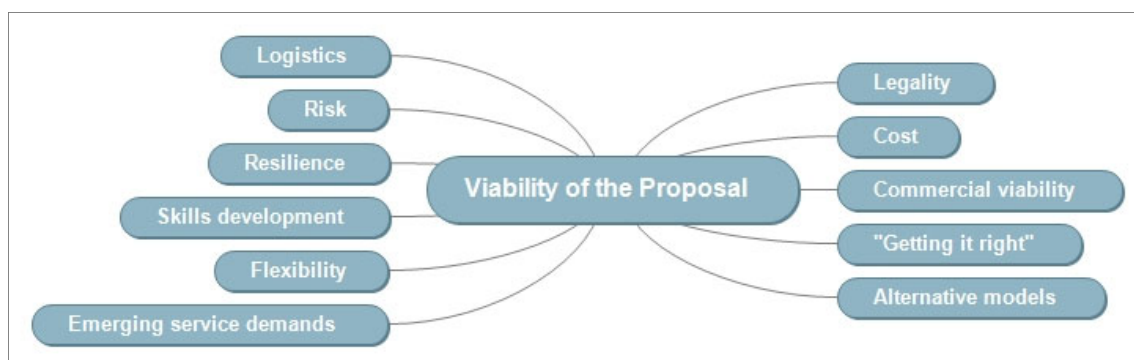 Logistics
Risk
Resilience
Skills development
Flexibility
Emerging service demands
Viability of the Proposal
Legality
Cost
Commercial viability
"Getting it right"
Alternative models